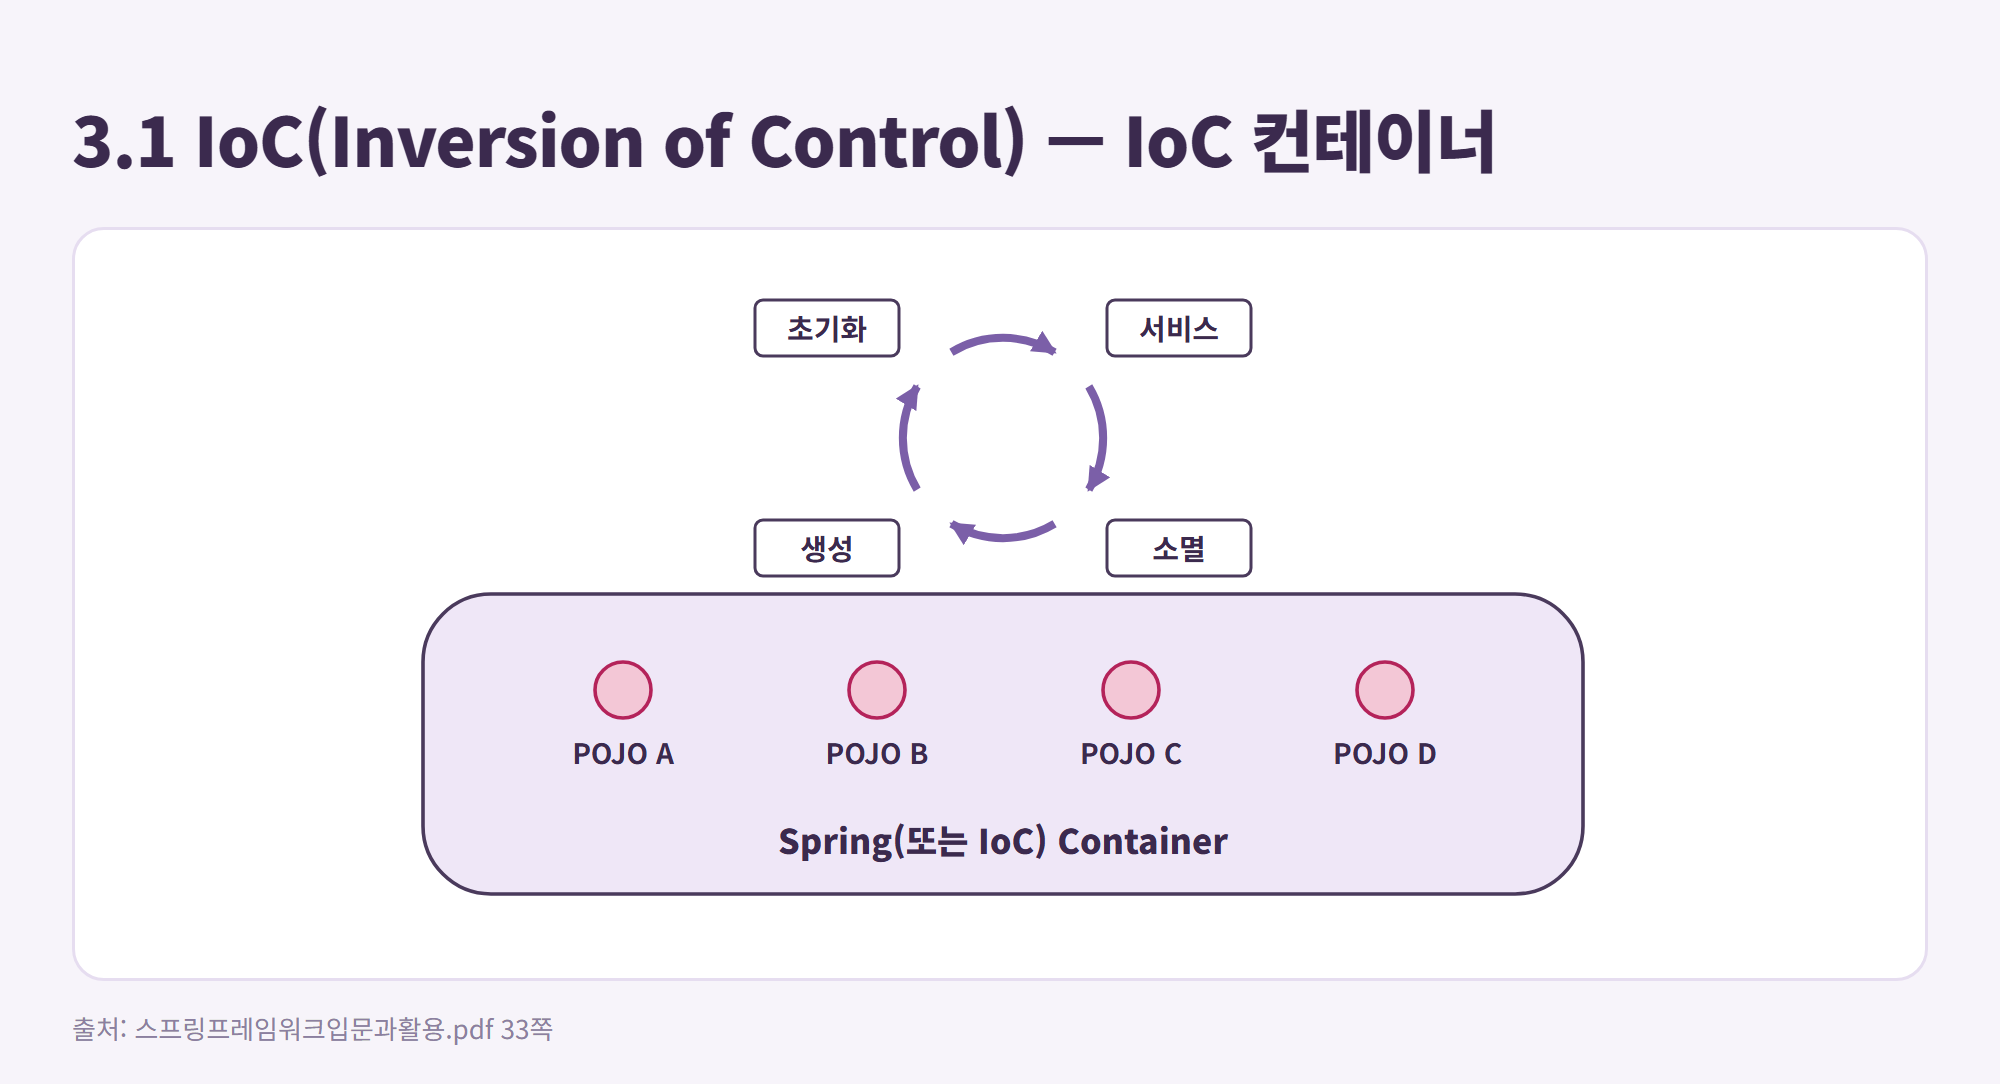 3.1 IoC(Inversion of Control) — IoC 컨테이너
초기화
서비스
생성
소멸
POJO A
POJO B
POJO C
POJO D
Spring(또는 IoC) Container
출처: 스프링프레임워크입문과활용.pdf 33쪽